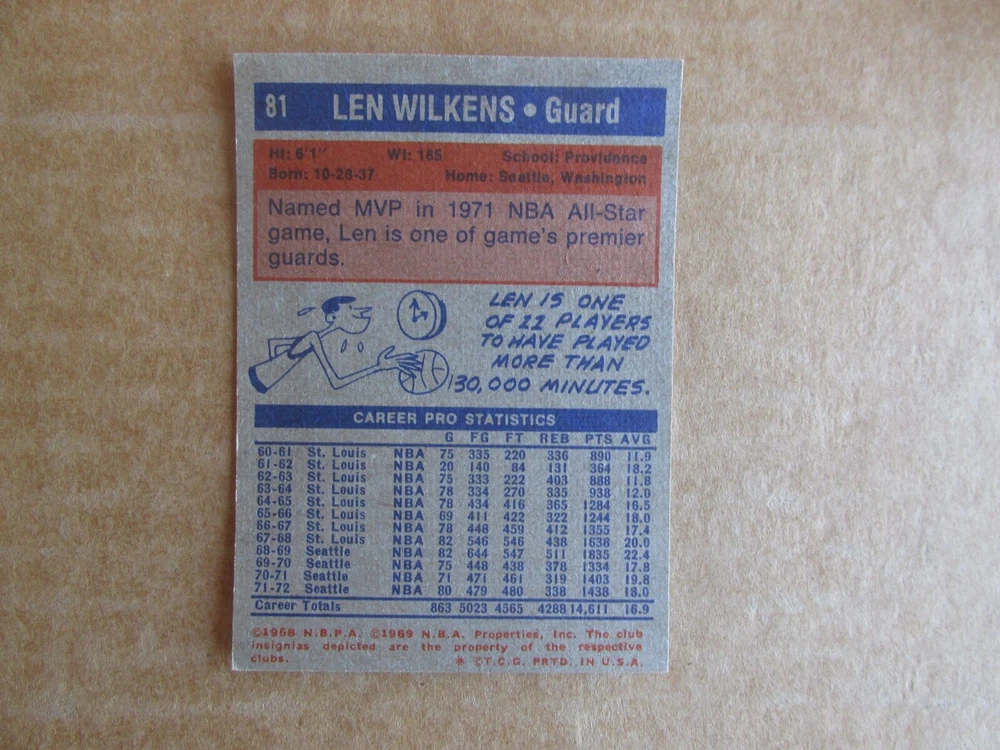 81 LEN WILKENS • Guard
Ht: 6'1" Wt: 185 School: Providence
Born: 10-28-37 Home: Seattle, Washington
Named MVP in 1971 NBA All-Star
game, Len is one of game's premier
guards.
LEN IS ONE
OF 22 PLAYERS
TO HAVE PLAYED
MORE THAN
30,000 MINUTES.
CAREER PRO STATISTICS
G FG FT REB PTS AVG
60-61 St. Louis NBA 75 335 220 336 890 11.9
61-62 St. Louis NBA 20 140 84 131 364 18.2
62-63 St. Louis NBA 75 333 222 403 888 11.8
63-64 St. Louis NBA 78 334 270 335 938 12.0
64-65 St. Louis NBA 78 434 416 365 1284 16.5
65-66 St. Louis NBA 69 411 422 322 1244 18.0
66-67 St. Louis NBA 78 448 459 412 1355 17.4
67-68 St. Louis NBA 82 546 546 438 1638 20.0
68-69 Seattle NBA 82 644 547 511 1835 22.4
69-70 Seattle NBA 75 448 438 378 1334 17.8
70-71 Seattle NBA 71 471 461 319 1403 19.8
71-72 Seattle NBA 80 479 480 338 1438 18.0
Career Totals 863 5023 4565 4288 14,611 16.9
©1968 N.B.P.A. ©1969 N.B.A. Properties, Inc. The club
insignias depicted are the property of the respective
clubs. * ©T.C.G. PRTD. IN U.S.A.